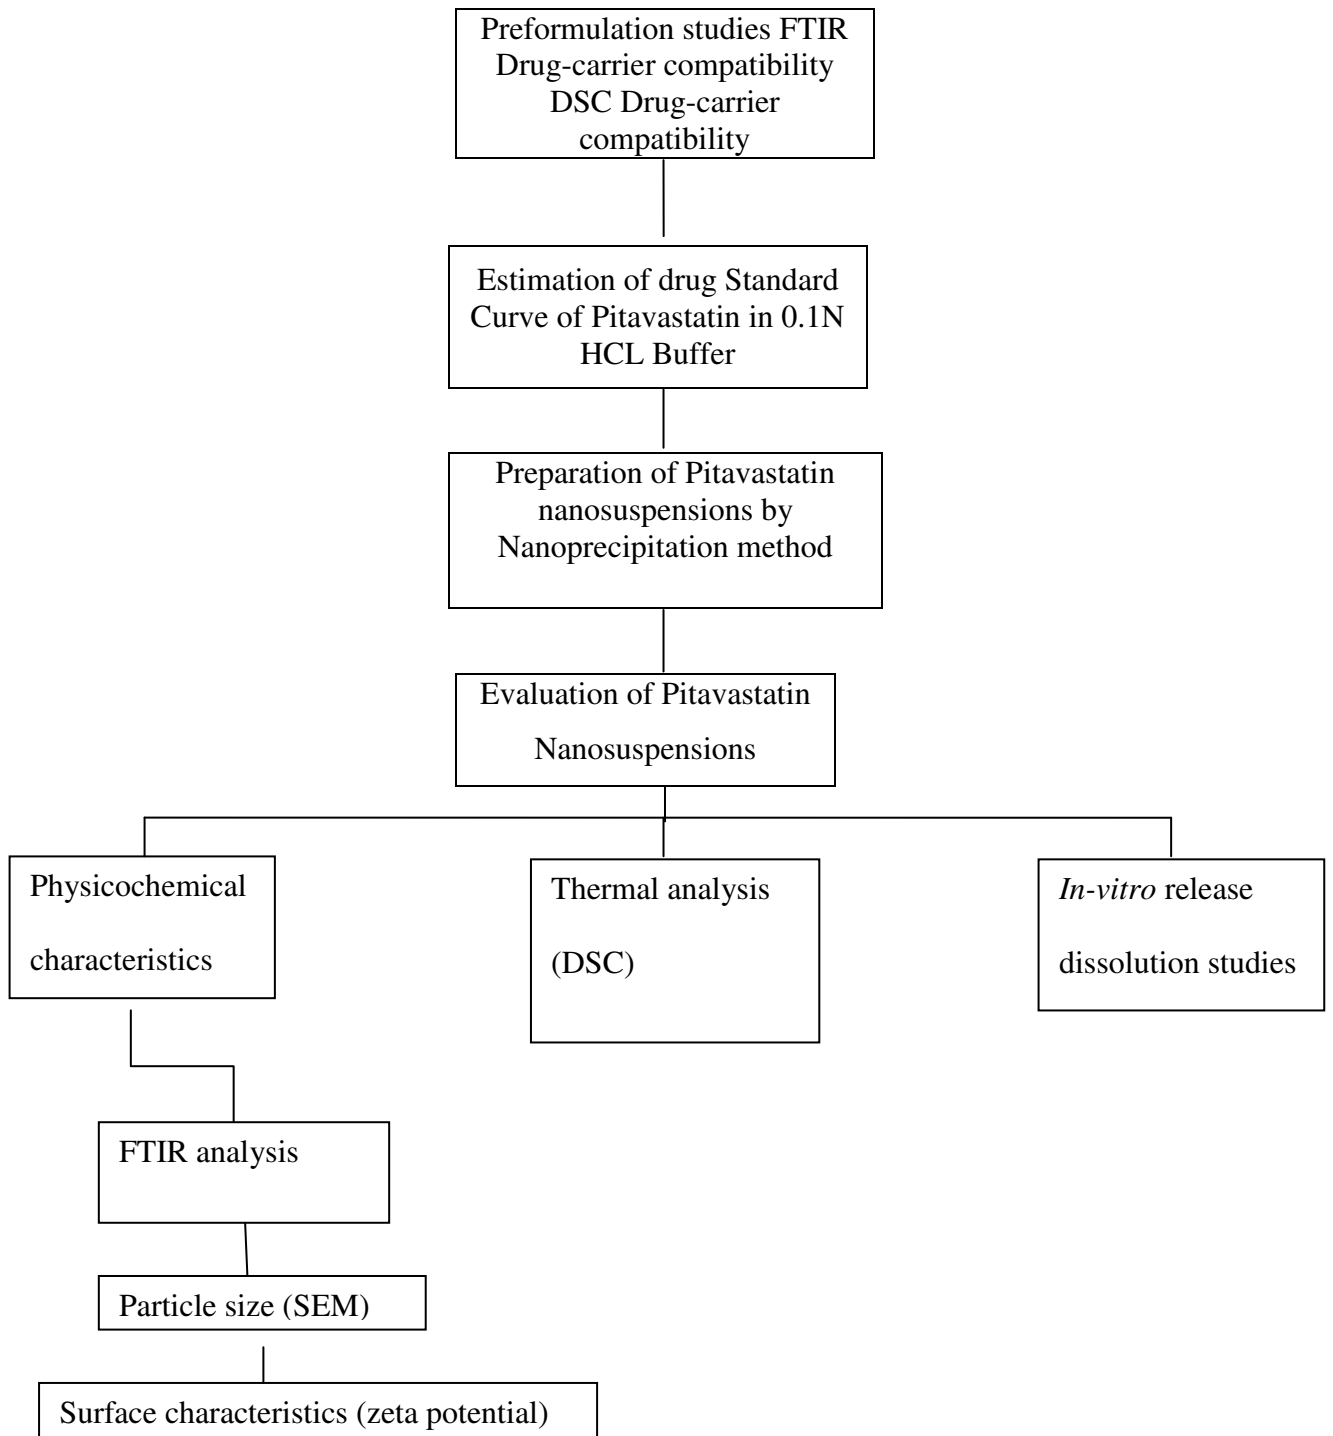 Preformulation studies FTIR
Drug-carrier compatibility
DSC Drug-carrier
compatibility
Estimation of drug Standard
Curve of Pitavastatin in 0.1N
HCL Buffer
Preparation of Pitavastatin
nanosuspensions by
Nanoprecipitation method
Evaluation of Pitavastatin
Nanosuspensions
Physicochemical
characteristics
Thermal analysis
(DSC)
In-vitro release
dissolution studies
FTIR analysis
Particle size (SEM)
Surface characteristics (zeta potential)